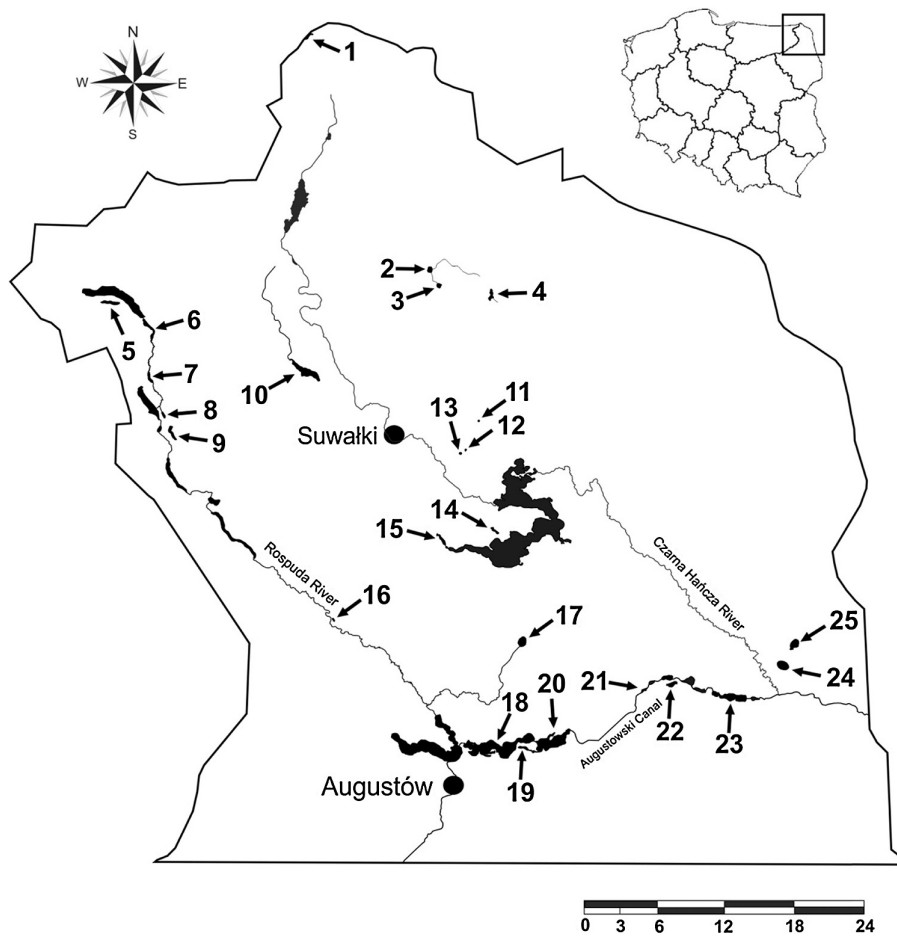 N
1
W
E
S
2
3
4
5
6
7
8
9
10
11
12
13
Suwałki
14
15
Rospuda River
Czarna Hańcza River
16
17
25
24
18
20
21
22
23
Augustowski Canal
19
Augustów
0 3 6 12 18 24